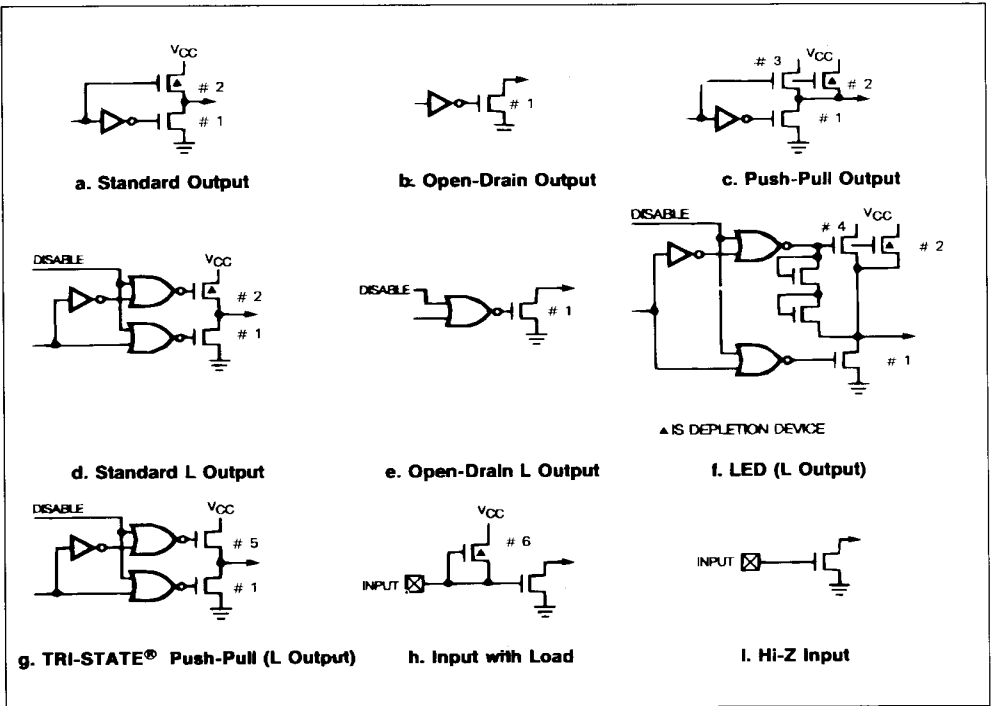 VCC
# 2
# 1
a. Standard Output
# 1
b. Open-Drain Output
# 3
VCC
# 2
# 1
c. Push-Pull Output
DISABLE
VCC
# 2
# 1
d. Standard L Output
DISABLE
# 1
e. Open-Drain L Output
DISABLE
# 4
VCC
# 2
# 1
▲ IS DEPLETION DEVICE
f. LED (L Output)
DISABLE
VCC
# 5
# 1
g. TRI-STATE® Push-Pull (L Output)
VCC
# 6
INPUT
h. Input with Load
INPUT
i. Hi-Z Input